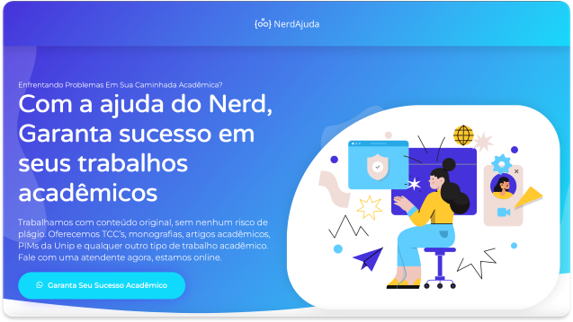 {oo} NerdAjuda
Enfrentando Problemas Em Sua Caminhada Acadêmica?
Com a ajuda do Nerd,
Garanta sucesso em
seus trabalhos
acadêmicos
Trabalhamos com conteúdo original, sem nenhum risco de
plágio. Oferecemos TCC's, monografias, artigos acadêmicos,
PIMs da Unip e qualquer outro tipo de trabalho acadêmico.
Fale com uma atendente agora, estamos online.
Garanta Seu Sucesso Acadêmico